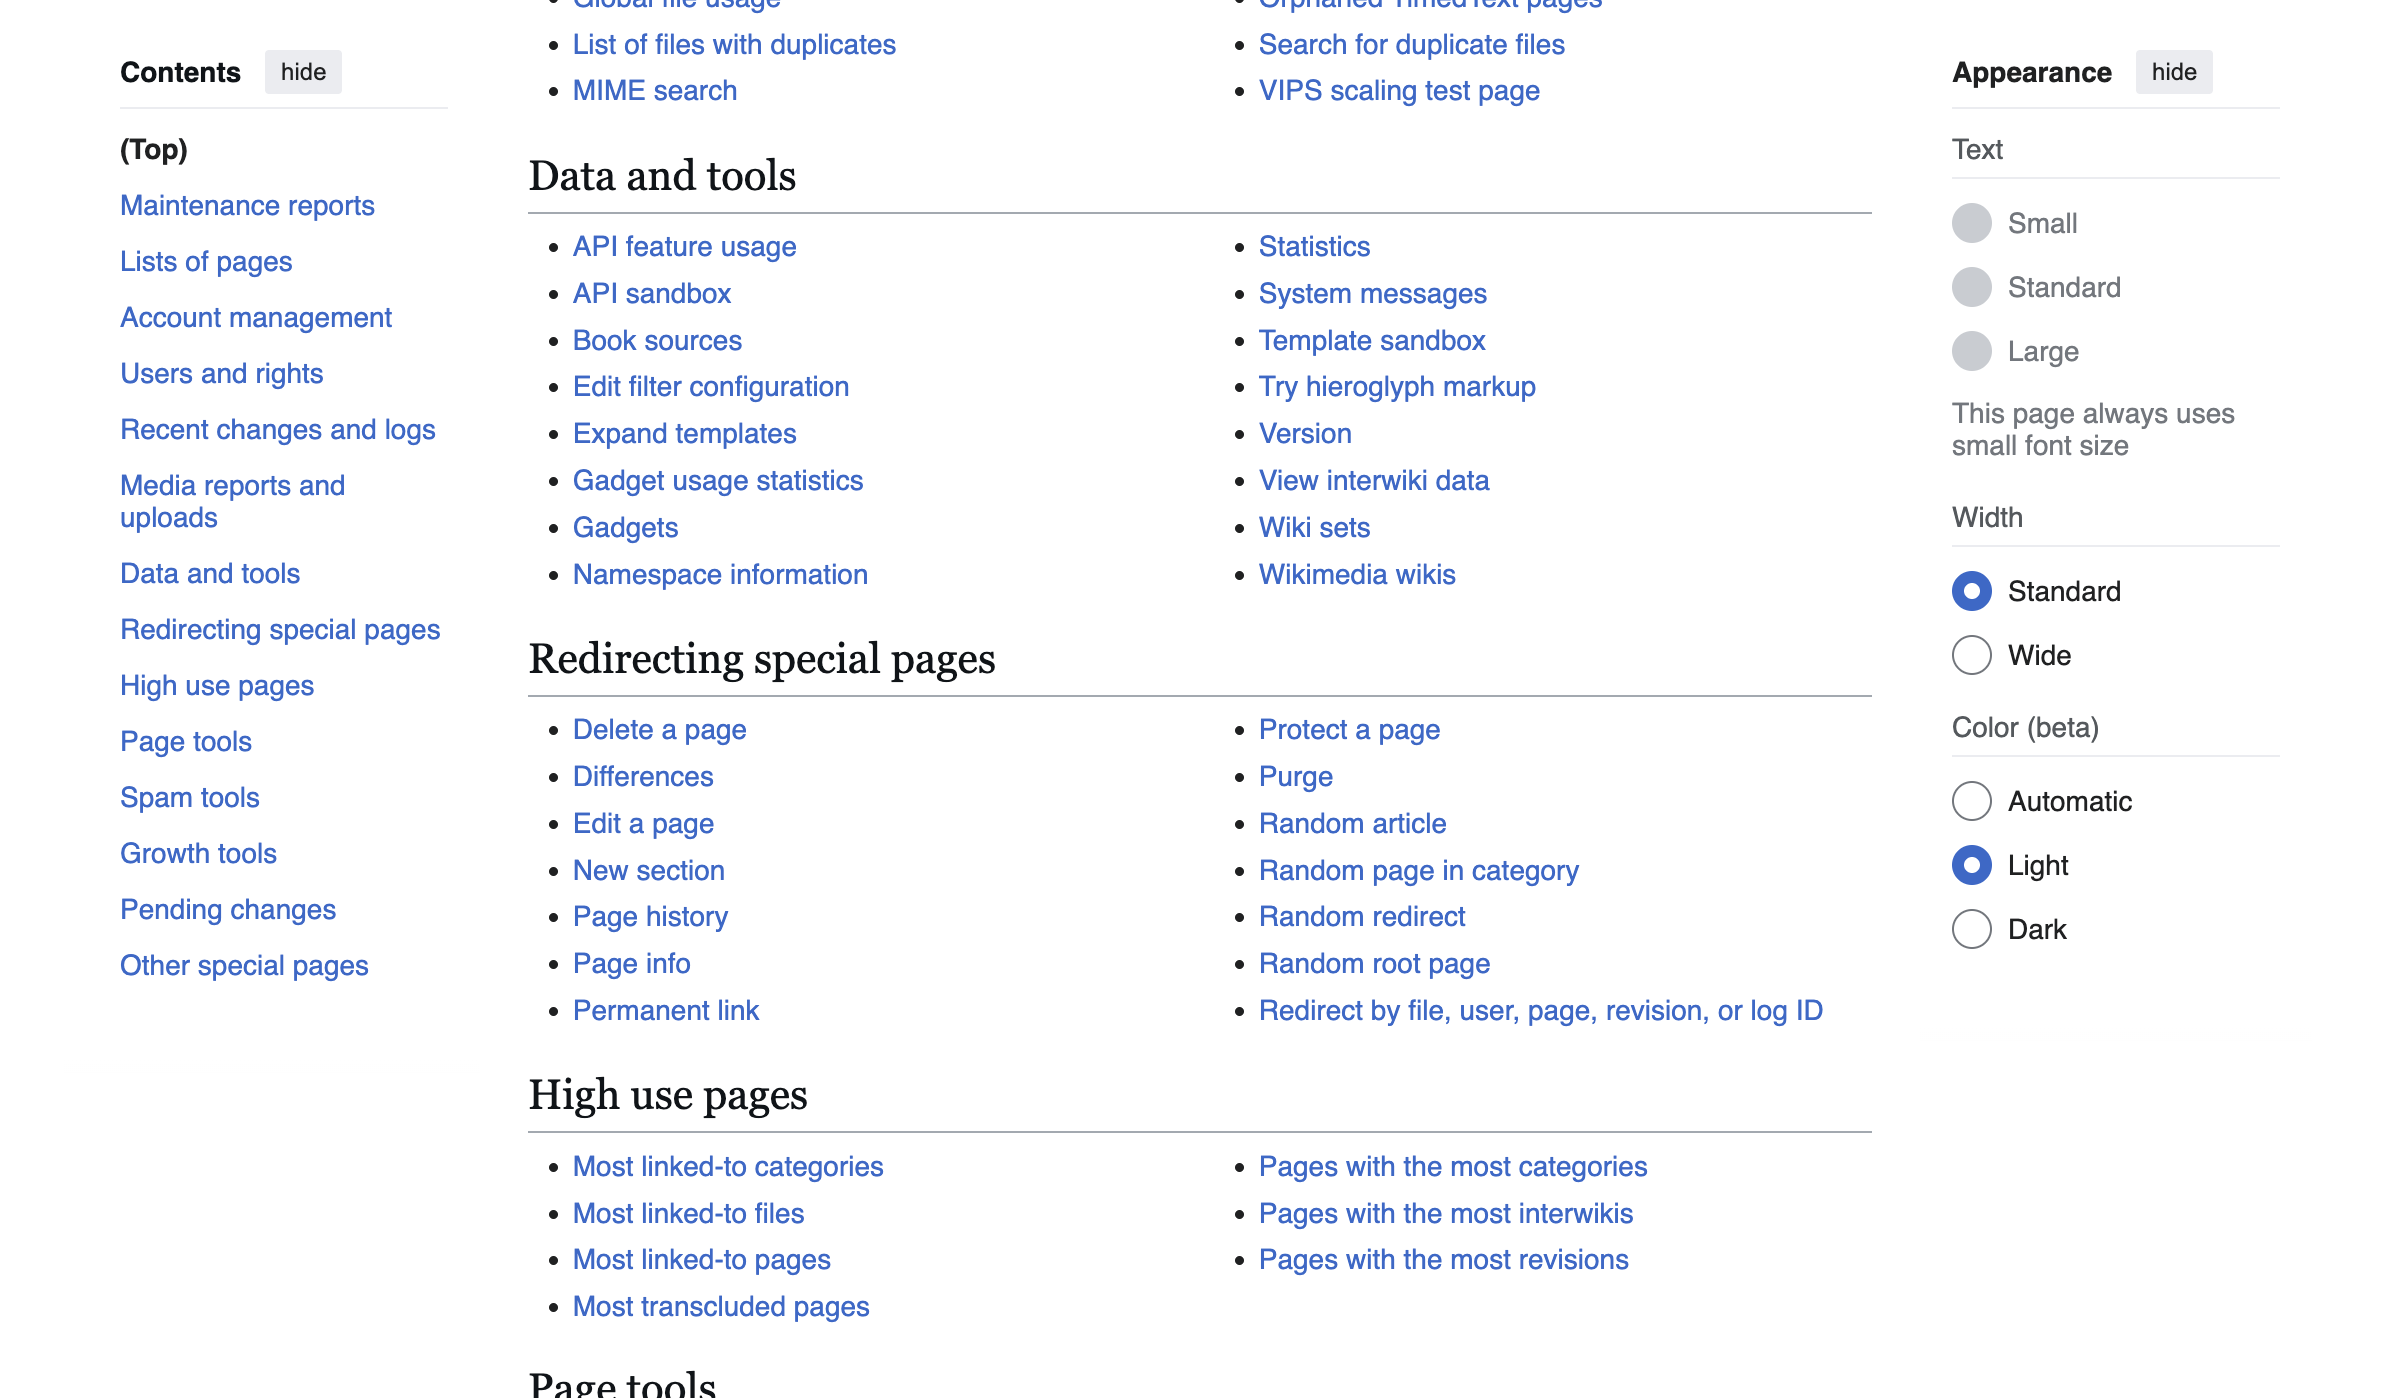 Contents hide
(Top)
Maintenance reports
Lists of pages
Account management
Users and rights
Recent changes and logs
Media reports and
uploads
Data and tools
Redirecting special pages
High use pages
Page tools
Spam tools
Growth tools
Pending changes
Other special pages
Global file usage
List of files with duplicates
MIME search
Orphaned TimedText pages
Search for duplicate files
VIPS scaling test page
Data and tools
API feature usage
API sandbox
Book sources
Edit filter configuration
Expand templates
Gadget usage statistics
Gadgets
Namespace information
Statistics
System messages
Template sandbox
Try hieroglyph markup
Version
View interwiki data
Wiki sets
Wikimedia wikis
Redirecting special pages
Delete a page
Differences
Edit a page
New section
Page history
Page info
Permanent link
Protect a page
Purge
Random article
Random page in category
Random redirect
Random root page
Redirect by file, user, page, revision, or log ID
High use pages
Most linked-to categories
Most linked-to files
Most linked-to pages
Most transcluded pages
Pages with the most categories
Pages with the most interwikis
Pages with the most revisions
Page tools
Appearance hide
Text
Small
Standard
Large
This page always uses
small font size
Width
Standard
Wide
Color (beta)
Automatic
Light
Dark